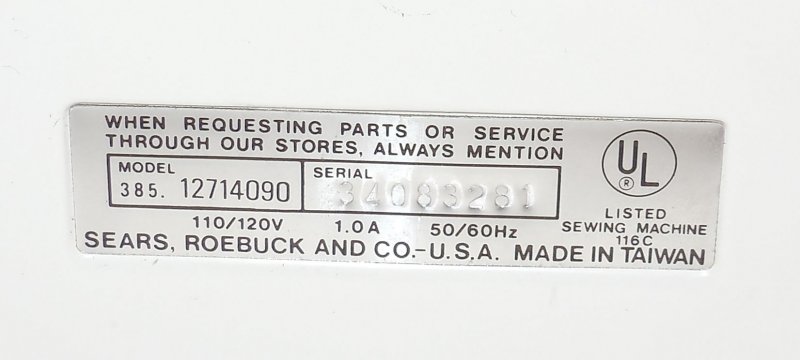 WHEN REQUESTING PARTS OR SERVICE
THROUGH OUR STORES, ALWAYS MENTION
MODEL
385. 12714090
SERIAL
34083281
110/120V 1.0A 50/60Hz
SEARS, ROEBUCK AND CO.-U.S.A. MADE IN TAIWAN
UL
®
LISTED
SEWING MACHINE
116C